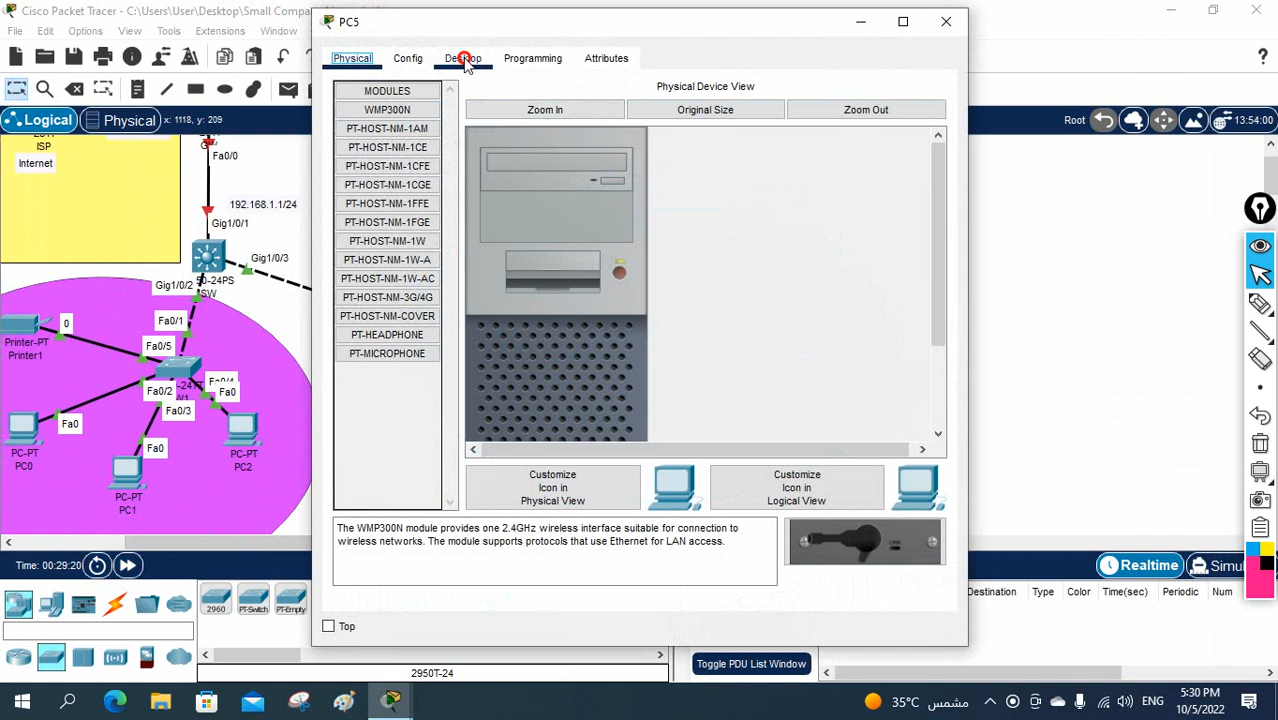 Cisco Packet Tracer - C:\Users\User\Desktop\Small Compa
PC5
File Edit Options View Tools Extensions Window
Physical Config Desktop Programming Attributes
Logical Physical x: 1118, y: 209
Root 13:54:00
MODULES
WMP300N
PT-HOST-NM-1AM
PT-HOST-NM-1CE
PT-HOST-NM-1CFE
PT-HOST-NM-1CGE
PT-HOST-NM-1FFE
PT-HOST-NM-1FGE
PT-HOST-NM-1W
PT-HOST-NM-1W-A
PT-HOST-NM-1W-AC
PT-HOST-NM-3G/4G
PT-HOST-NM-COVER
PT-HEADPHONE
PT-MICROPHONE
Physical Device View
Zoom In Original Size Zoom Out
ISP
Internet
Fa0/0
192.168.1.1/24
Gig1/0/1
Gig1/0/3
50-24PS
SW
Gig1/0/2
Fa0/1
0
Printer-PT
Printer1
Fa0/5
Fa0/2
Fa0
Fa0/3
Fa0
Fa0
PC-PT
PC0
PC-PT
PC1
PC-PT
PC2
Customize
Icon in
Physical View
Customize
Icon in
Logical View
The WMP300N module provides one 2.4GHz wireless interface suitable for connection to
wireless networks. The module supports protocols that use Ethernet for LAN access.
LINK
Top
Time: 00:29:20
Realtime Simul
2960 PT-Switch PT-Empty
Destination Type Color Time(sec) Periodic Num
2950T-24
Toggle PDU List Window
35°C مشمس
ENG
5:30 PM
10/5/2022